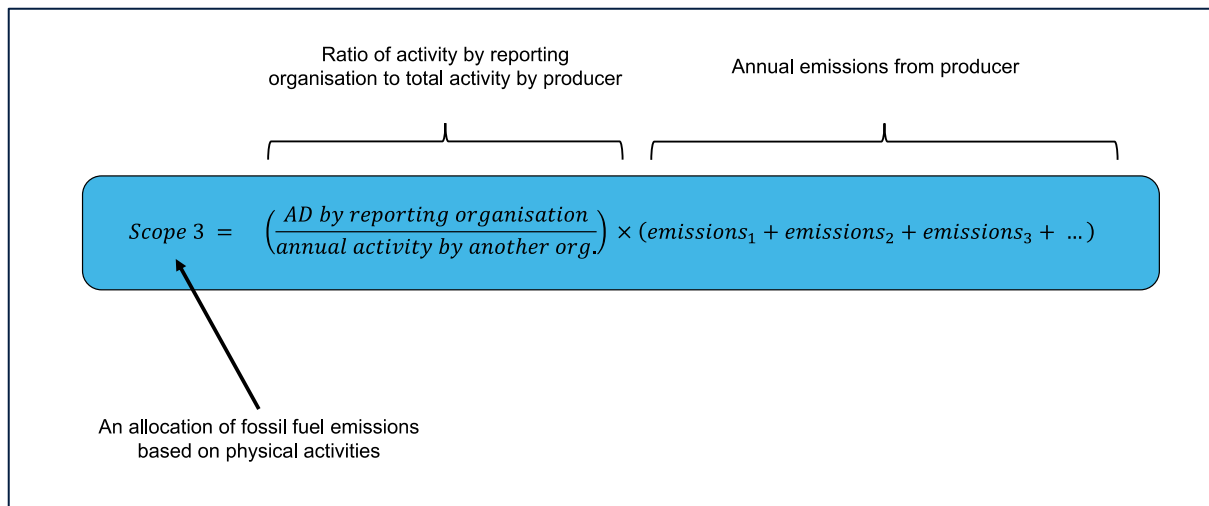 Ratio of activity by reporting
organisation to total activity by producer
Annual emissions from producer
Scope 3 = (AD by reporting organisation / annual activity by another org.) × (emissions₁ + emissions₂ + emissions₃ + …)
An allocation of fossil fuel emissions
based on physical activities